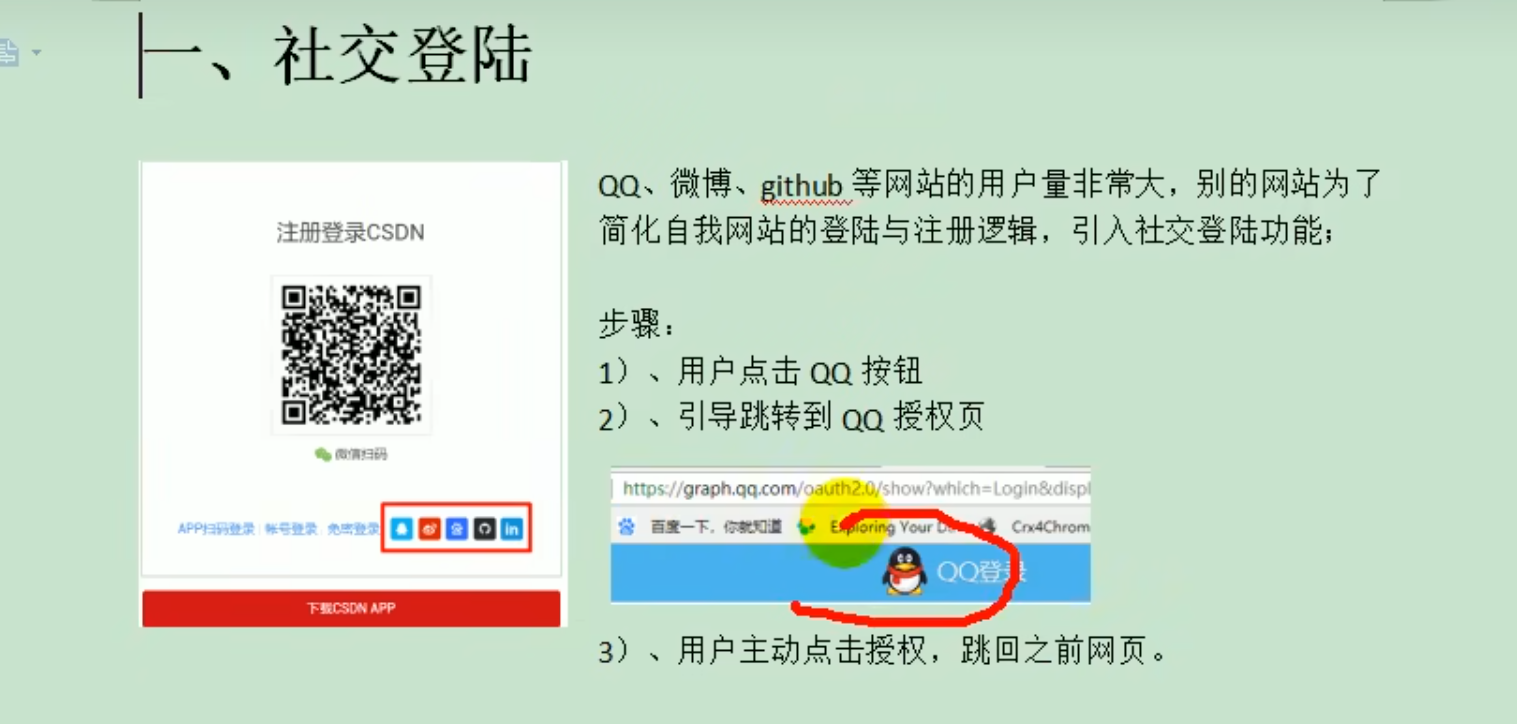 一、社交登陆
注册登录CSDN
微信扫码
APP扫码登录 | 帐号登录 免密登录
in
下载CSDN APP
QQ、微博、github 等网站的用户量非常大，别的网站为了
简化自我网站的登陆与注册逻辑，引入社交登陆功能；
步骤：
1）、用户点击 QQ 按钮
2）、引导跳转到 QQ 授权页
https://graph.qq.com/oauth2.0/show?which=Login&displ
百度一下，你就知道 Exploring Your Crx4Chrom
QQ登录
3）、用户主动点击授权，跳回之前网页。